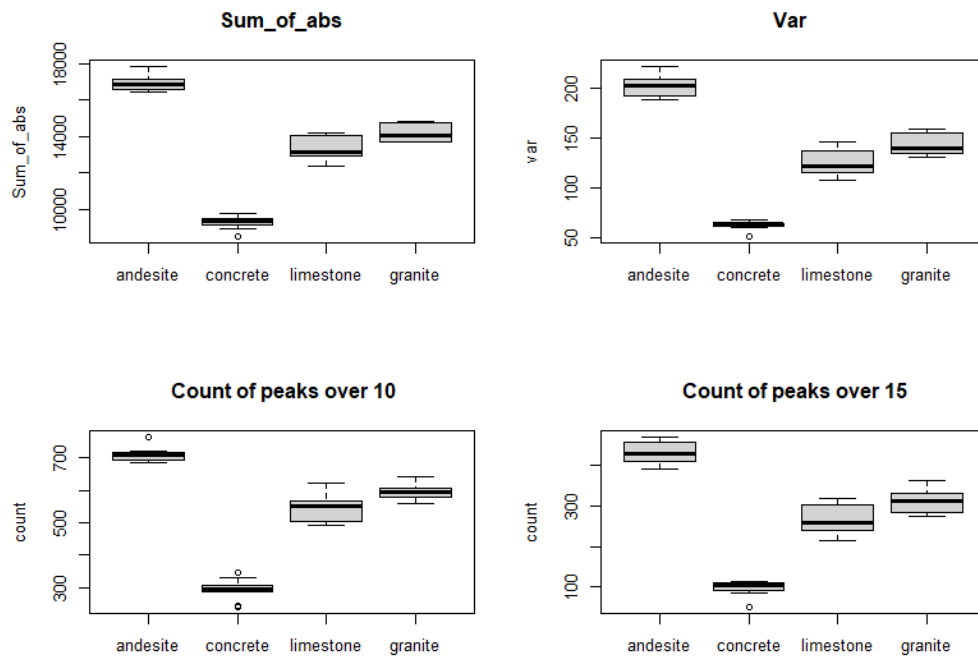 Sum_of_abs
Sum_of_abs
18000
14000
10000
andesite concrete limestone granite
Var
var
200
150
100
50
andesite concrete limestone granite
Count of peaks over 10
count
700
500
300
andesite concrete limestone granite
Count of peaks over 15
count
300
100
andesite concrete limestone granite